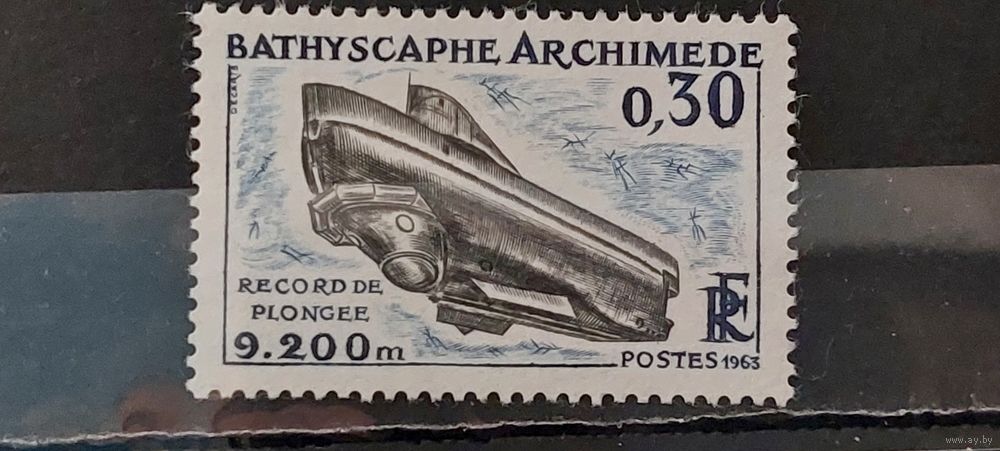 BATHYSCAPHE ARCHIMEDE
DECARIS
0,30
RECORD DE
PLONGEE
9.200m
RF
POSTES 1963
www.ay.by